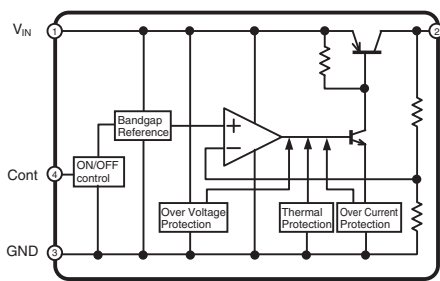 VIN
1
2
Bandgap
Reference
+
−
Cont
4
ON/OFF
control
Over Voltage
Protection
Thermal
Protection
Over Current
Protection
GND
3